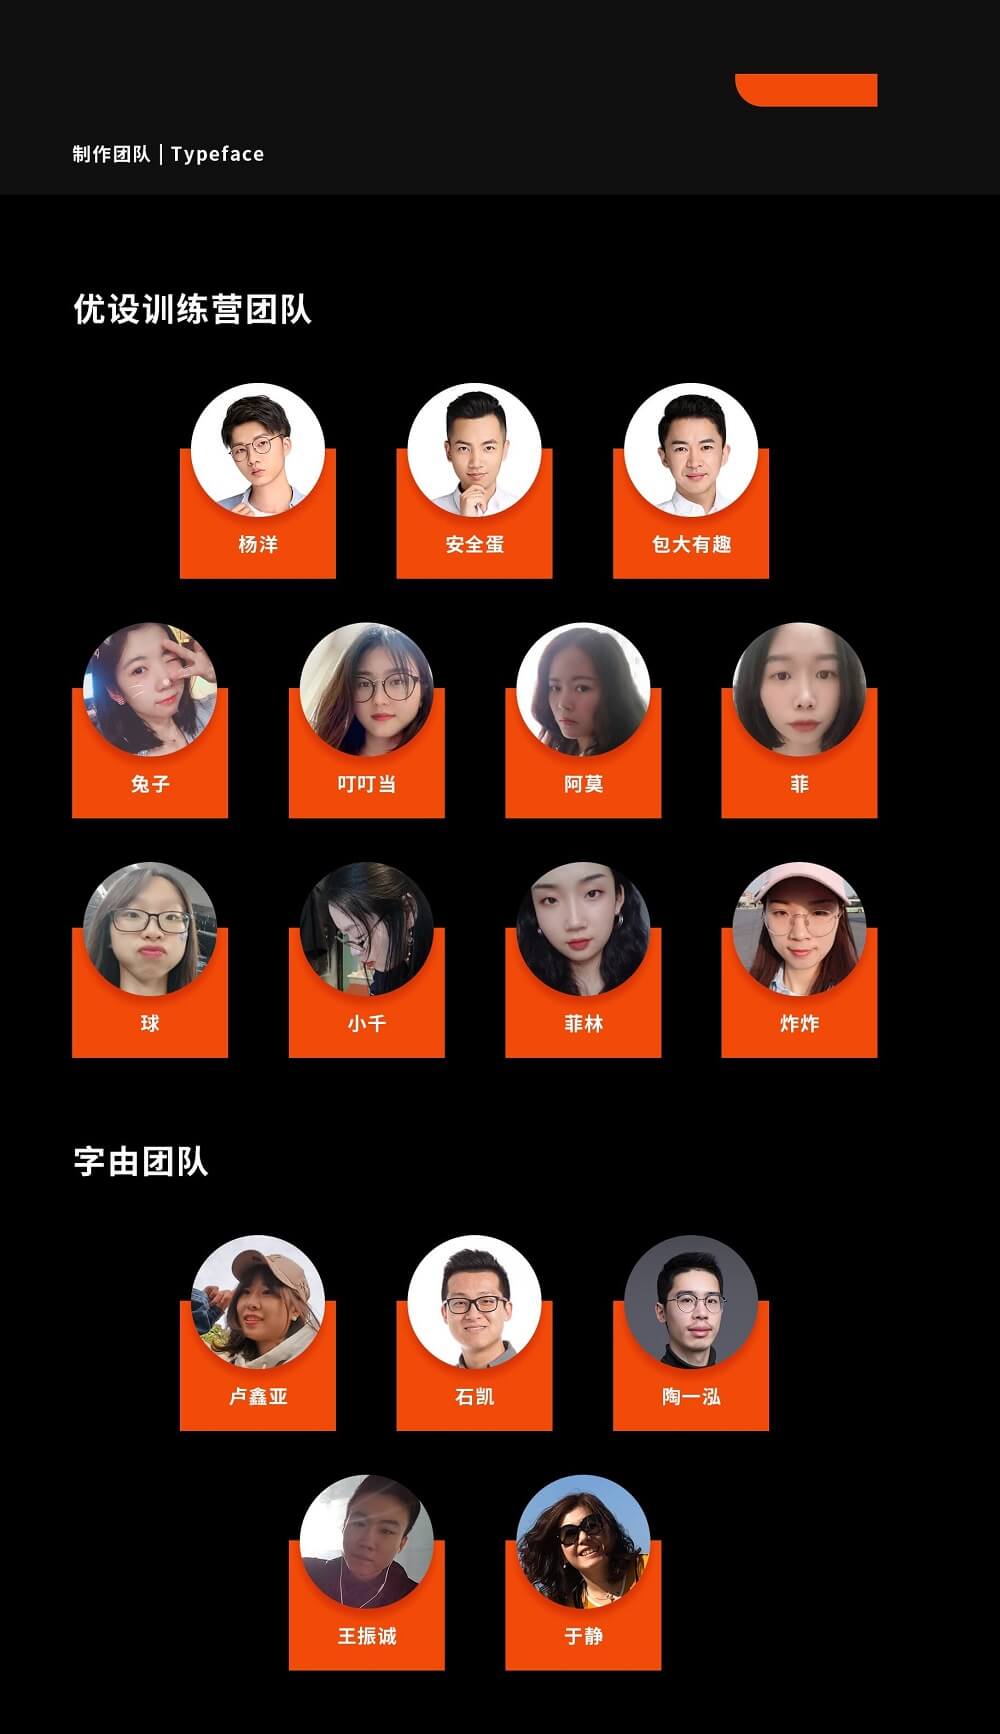 制作团队 | Typeface
优设训练营团队
杨洋
安全蛋
包大有趣
兔子
叮叮当
阿莫
菲
球
小千
菲林
炸炸
字由团队
卢鑫亚
石凯
陶一泓
王振诚
于静